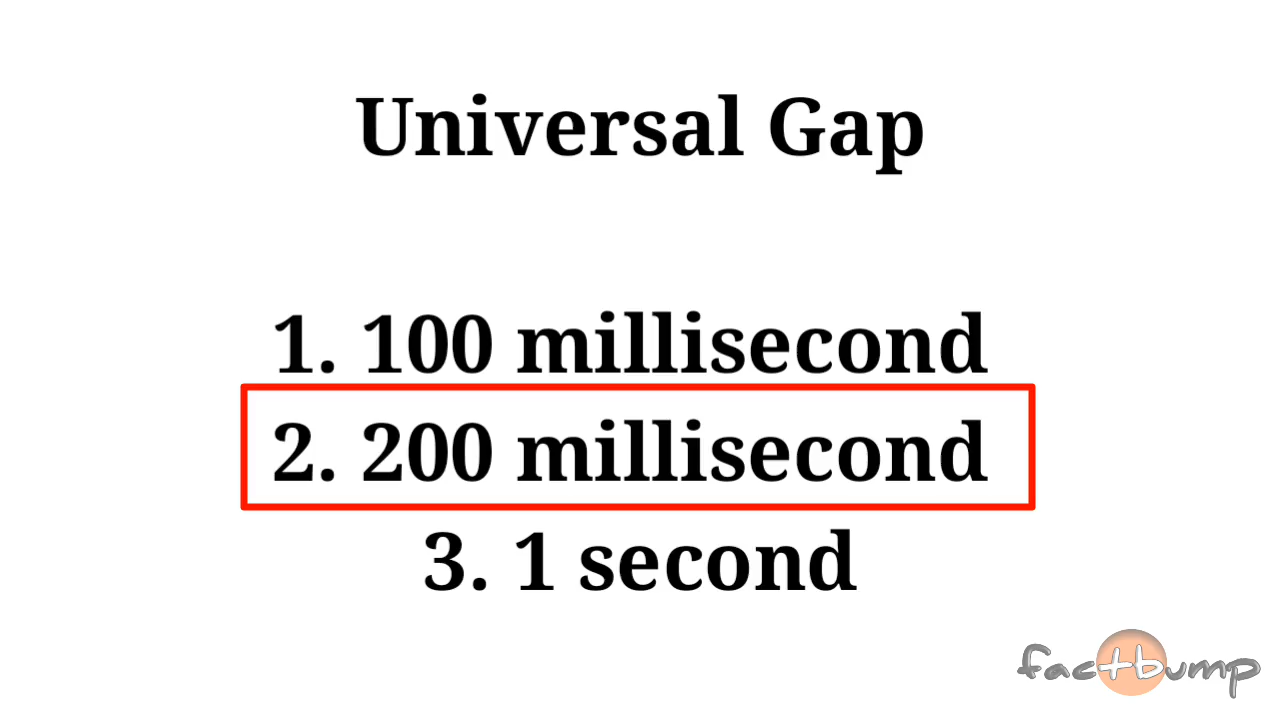 Universal Gap
1. 100 millisecond
2. 200 millisecond
3. 1 second
factbump